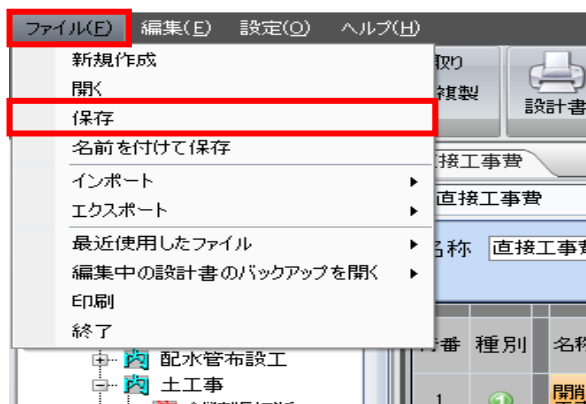 ファイル(F) 編集(E) 設定(O) ヘルプ(H)
新規作成
開く
保存
名前を付けて保存
インポート
エクスポート
最近使用したファイル
編集中の設計書のバックアップを開く
印刷
終了
複製
設計書
直接工事費
直接工事費
名称 直接工事費
番 種別 名称
1
配水管布設工
土工事